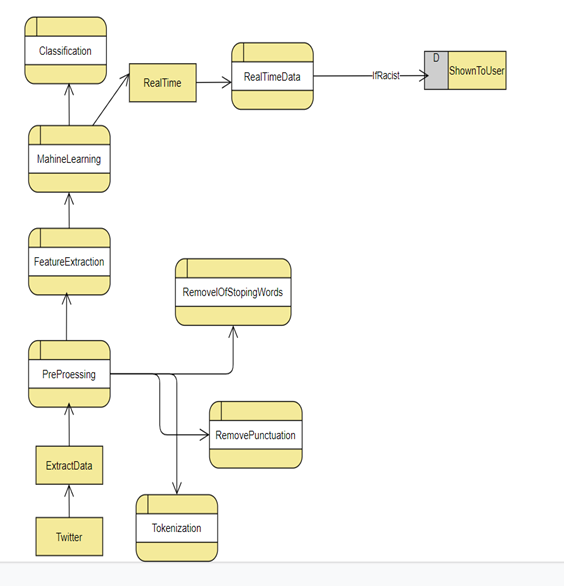 Classification
RealTime
RealTimeData
IfRacist
D
ShownToUser
MahineLearning
FeatureExtraction
RemovelOfStopingWords
PreProessing
RemovePunctuation
ExtractData
Tokenization
Twitter